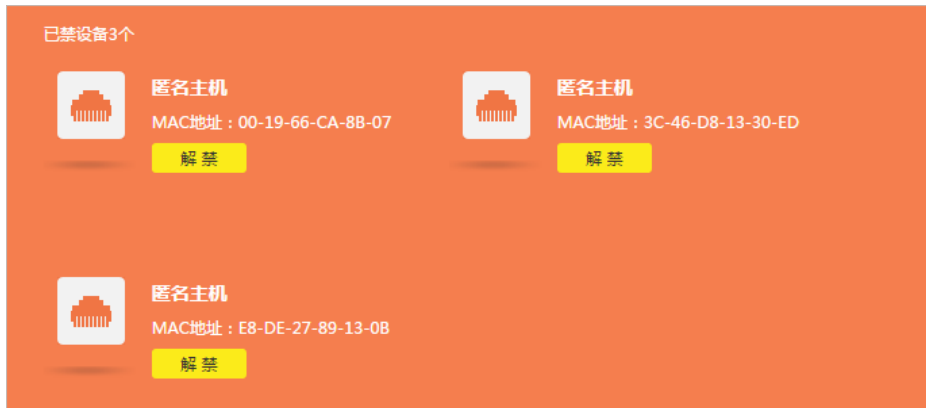 已禁设备3个
匿名主机
MAC地址：00-19-66-CA-8B-07
解 禁
匿名主机
MAC地址：3C-46-D8-13-30-ED
解 禁
匿名主机
MAC地址：E8-DE-27-89-13-0B
解 禁